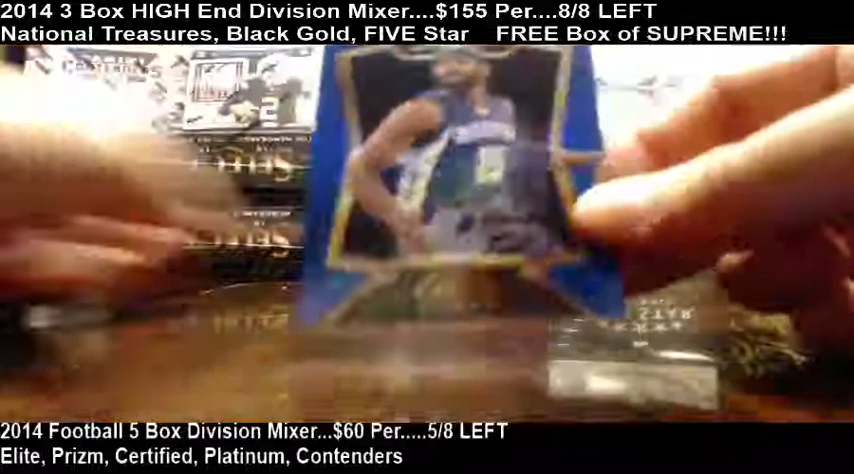 2014 3 Box HIGH End Division Mixer....$155 Per....8/8 LEFT
National Treasures, Black Gold, FIVE Star    FREE Box of SUPREME!!!
2014 Football 5 Box Division Mixer...$60 Per.....5/8 LEFT
Elite, Prizm, Certified, Platinum, Contenders